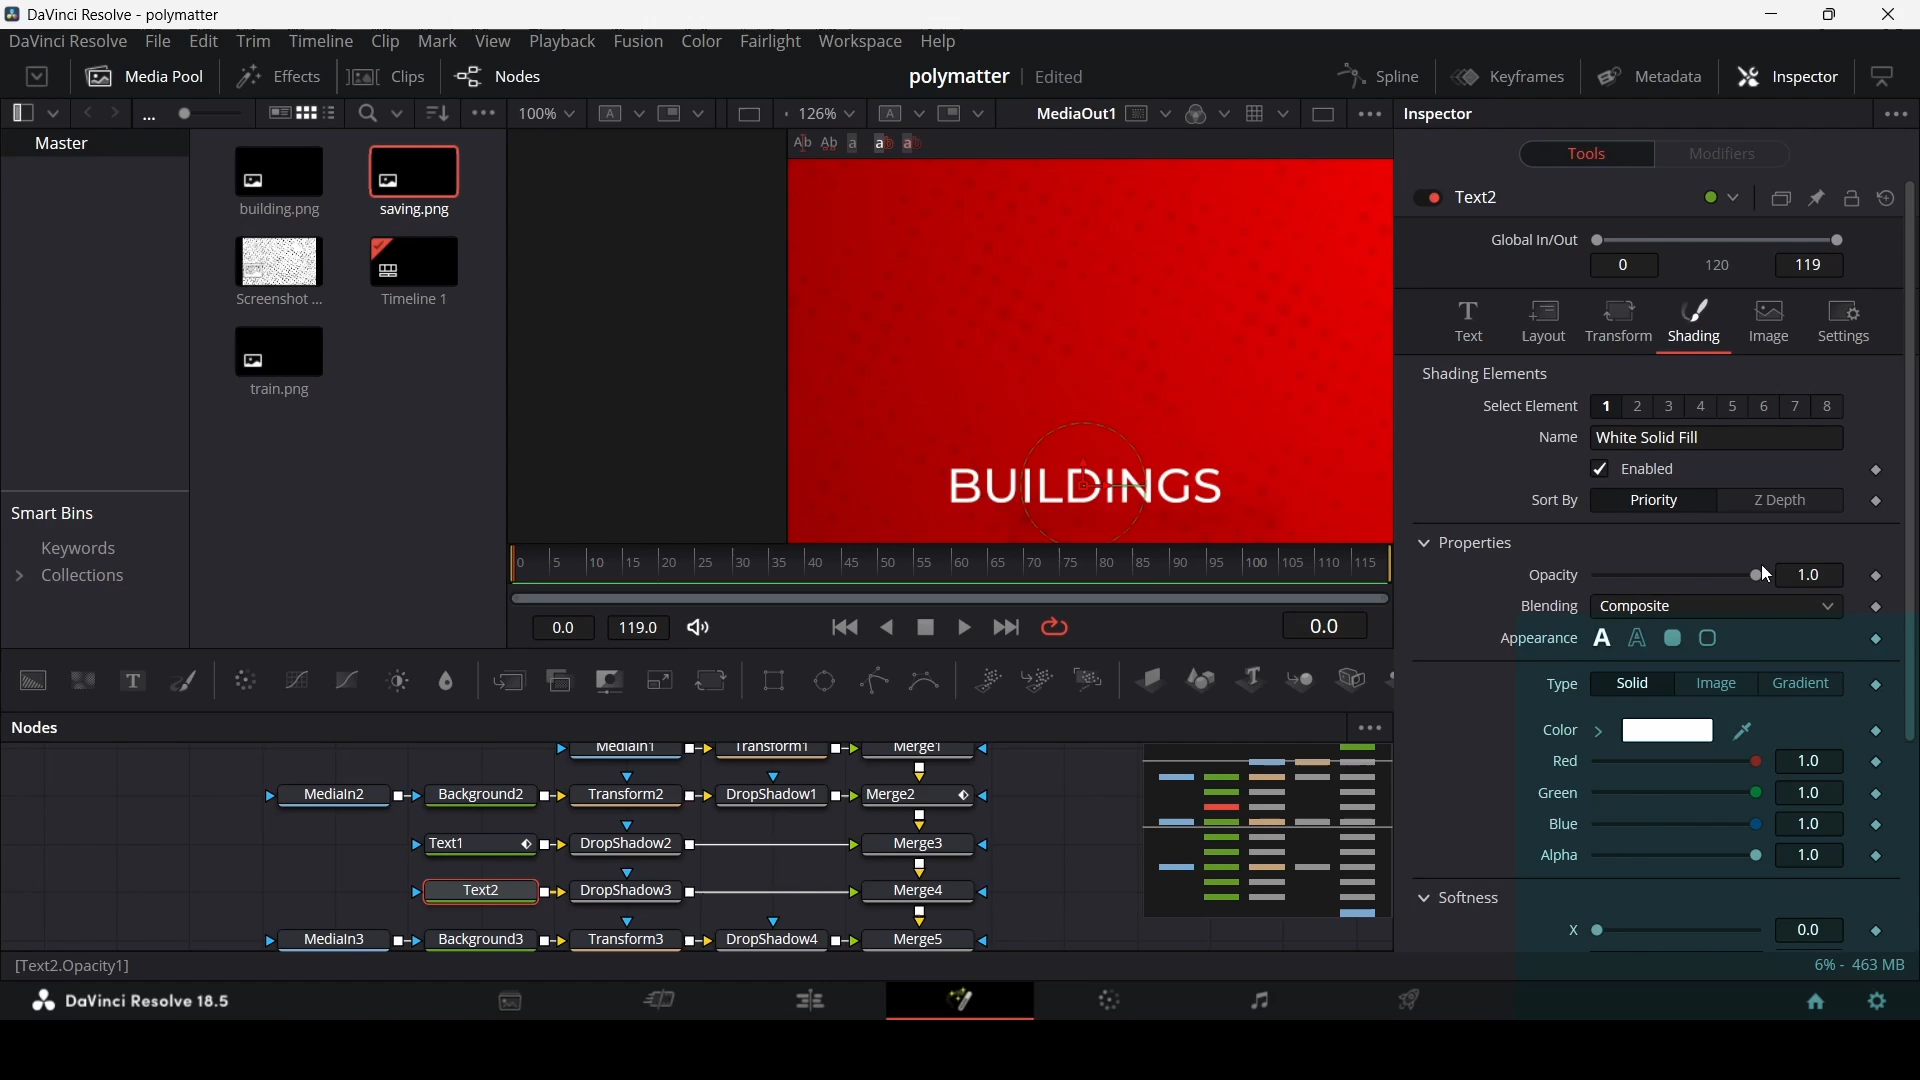 DaVinci Resolve - polymatter
DaVinci Resolve File Edit Trim Timeline Clip Mark View Playback Fusion Color Fairlight Workspace Help
Media Pool Effects Clips Nodes polymatter Edited Spline Keyframes Metadata Inspector
... 100% A 126% A MediaOut1 Inspector
Master
building.png saving.png
Screenshot ... Timeline 1
train.png
Smart Bins
Keywords
Collections
BUILDINGS
0 5 10 15 20 25 30 35 40 45 50 55 60 65 70 75 80 85 90 95 100 105 110 115
0.0 119.0 0.0
Tools Modifiers
Text2
Global In/Out
0 120 119
Text Layout Transform Shading Image Settings
Shading Elements
Select Element 1 2 3 4 5 6 7 8
Name White Solid Fill
Enabled
Sort By Priority Z Depth
Properties
Opacity 1.0
Blending Composite
Appearance A A
Type Solid Image Gradient
Color
Red 1.0
Green 1.0
Blue 1.0
Alpha 1.0
Softness
X 0.0
Nodes
MediaIn1 Transform1 Merge1
MediaIn2 Background2 Transform2 DropShadow1 Merge2
Text1 DropShadow2 Merge3
Text2 DropShadow3 Merge4
MediaIn3 Background3 Transform3 DropShadow4 Merge5
[Text2.Opacity1]
6% - 463 MB
DaVinci Resolve 18.5